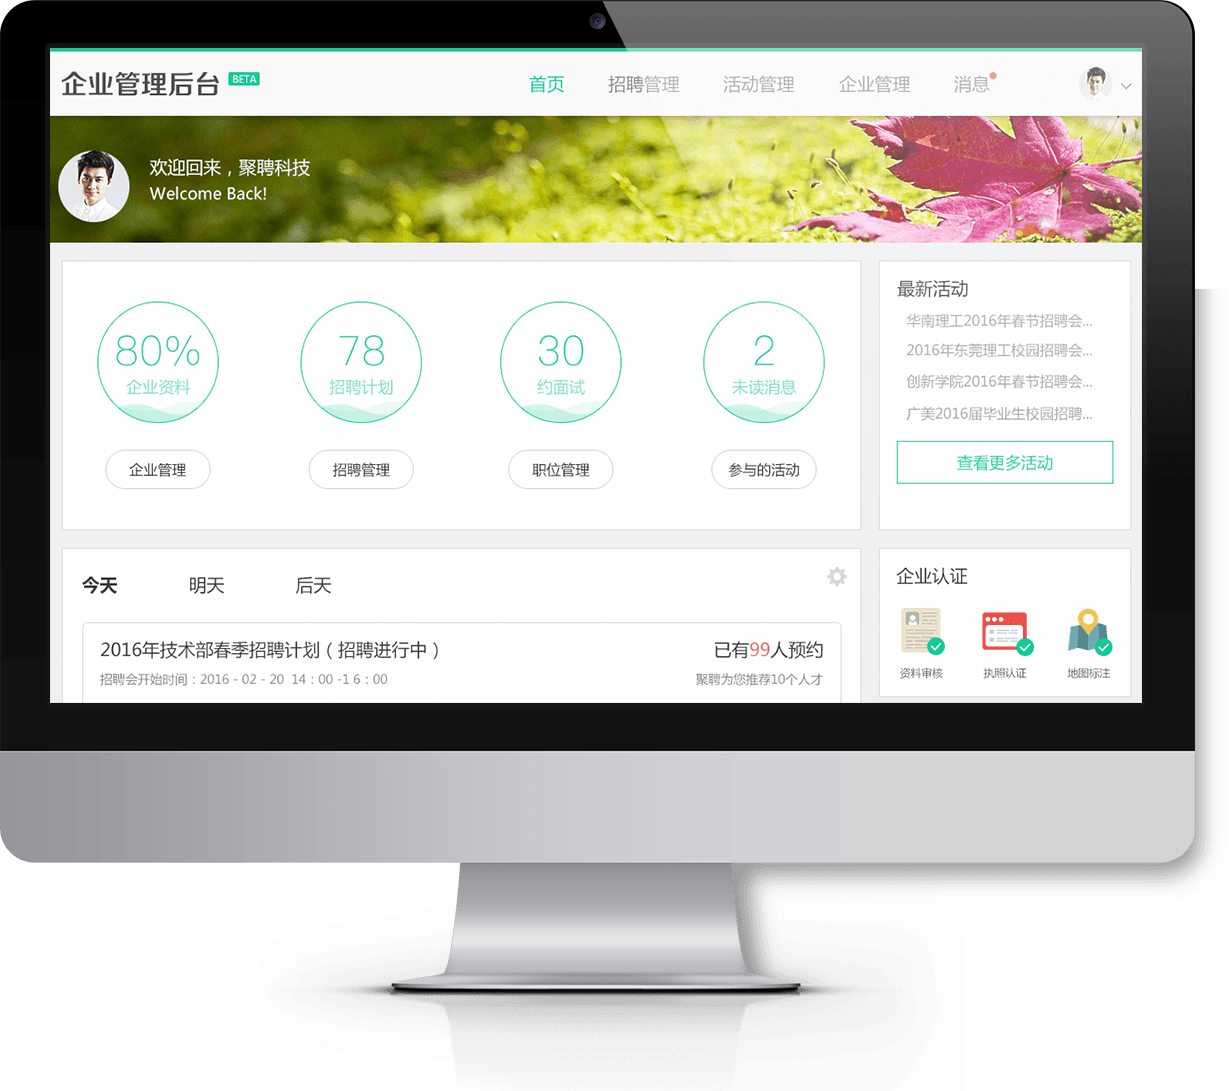 企业管理后台 BETA
首页 招聘管理 活动管理 企业管理 消息
欢迎回来，聚聘科技
Welcome Back!
80% 78 30 2
企业资料 招聘计划 约面试 未读消息
企业管理 招聘管理 职位管理 参与的活动
最新活动
华南理工2016年春节招聘会...
2016年东莞理工校园招聘会...
创新学院2016年春节招聘会...
广美2016届毕业生校园招聘...
查看更多活动
今天 明天 后天
2016年技术部春季招聘计划（招聘进行中） 已有99人预约
招聘会开始时间：2016 - 02 - 20 14：00 -1 6：00 聚聘为您推荐10个人才
企业认证
资料审核 执照认证 地图标注